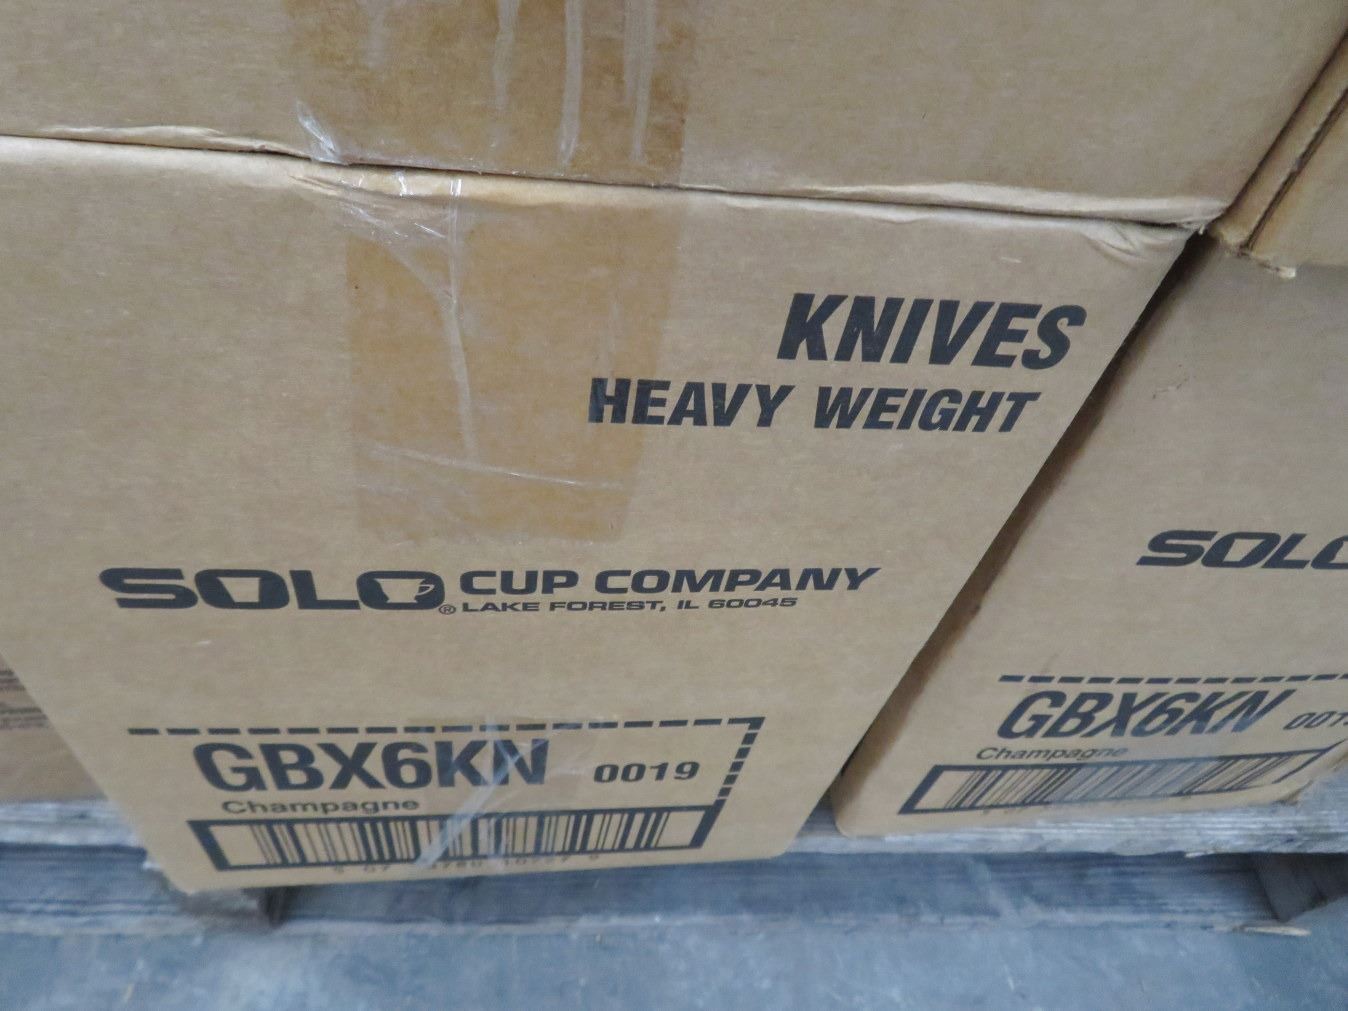 KNIVES
HEAVY WEIGHT
SOLO® CUP COMPANY
LAKE FOREST, IL 60045
GBX6KN 0019
Champagne
SOLO
GBX6KN
Champagne